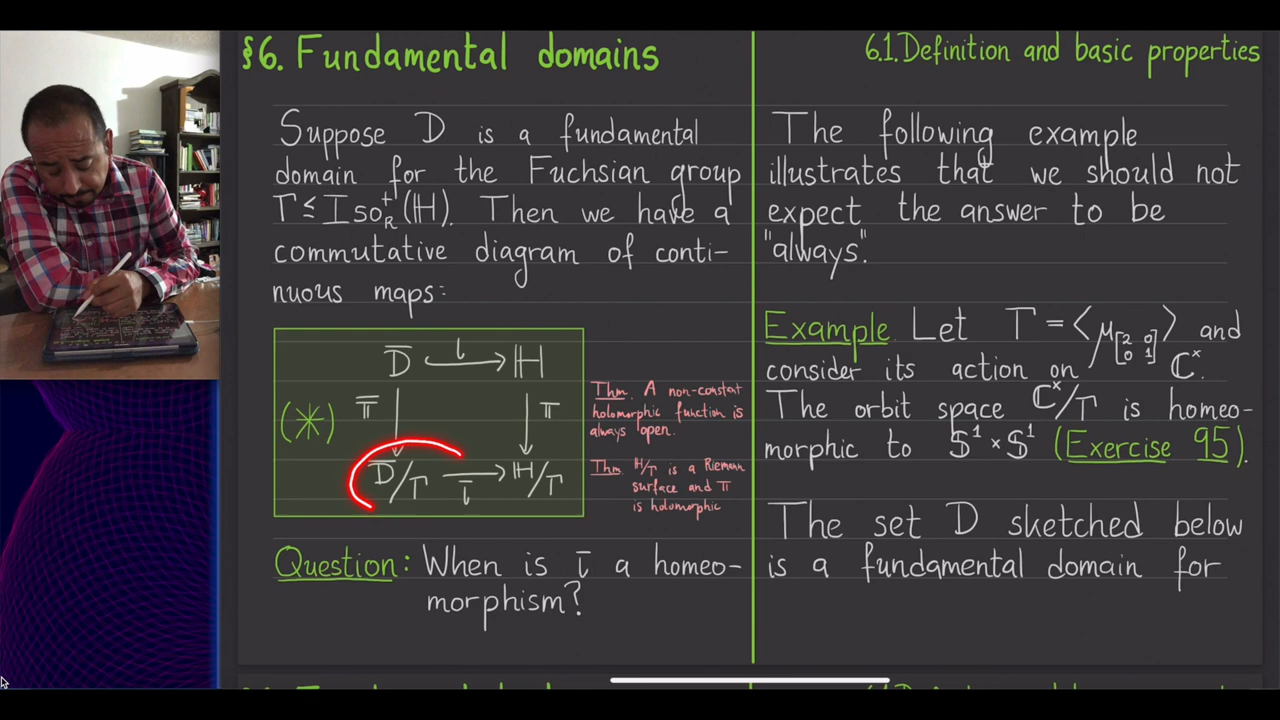 §6. Fundamental domains
6.1. Definition and basic properties
Suppose D is a fundamental
domain for the Fuchsian group
Γ ≤ Iso⁺_R(ℍ). Then we have a
commutative diagram of conti-
nuous maps:
D̄ ι→ ℍ
(*) π̄ π
D̄/Γ ῑ→ ℍ/Γ
Thm. A non-constat
holomorphic function is
always open.
Thm. ℍ/Γ is a Riemann
surface and π
is holomorphic
Question: When is ῑ a homeo-
morphism?
The following example
illustrates that we should not
expect the answer to be
"always".
Example. Let Γ = ⟨μ_[2 0; 0 1]⟩ and
consider its action on ℂˣ.
The orbit space ℂˣ/Γ is homeo-
morphic to 𝕊¹ × 𝕊¹ (Exercise 95).
The set D sketched below
is a fundamental domain for